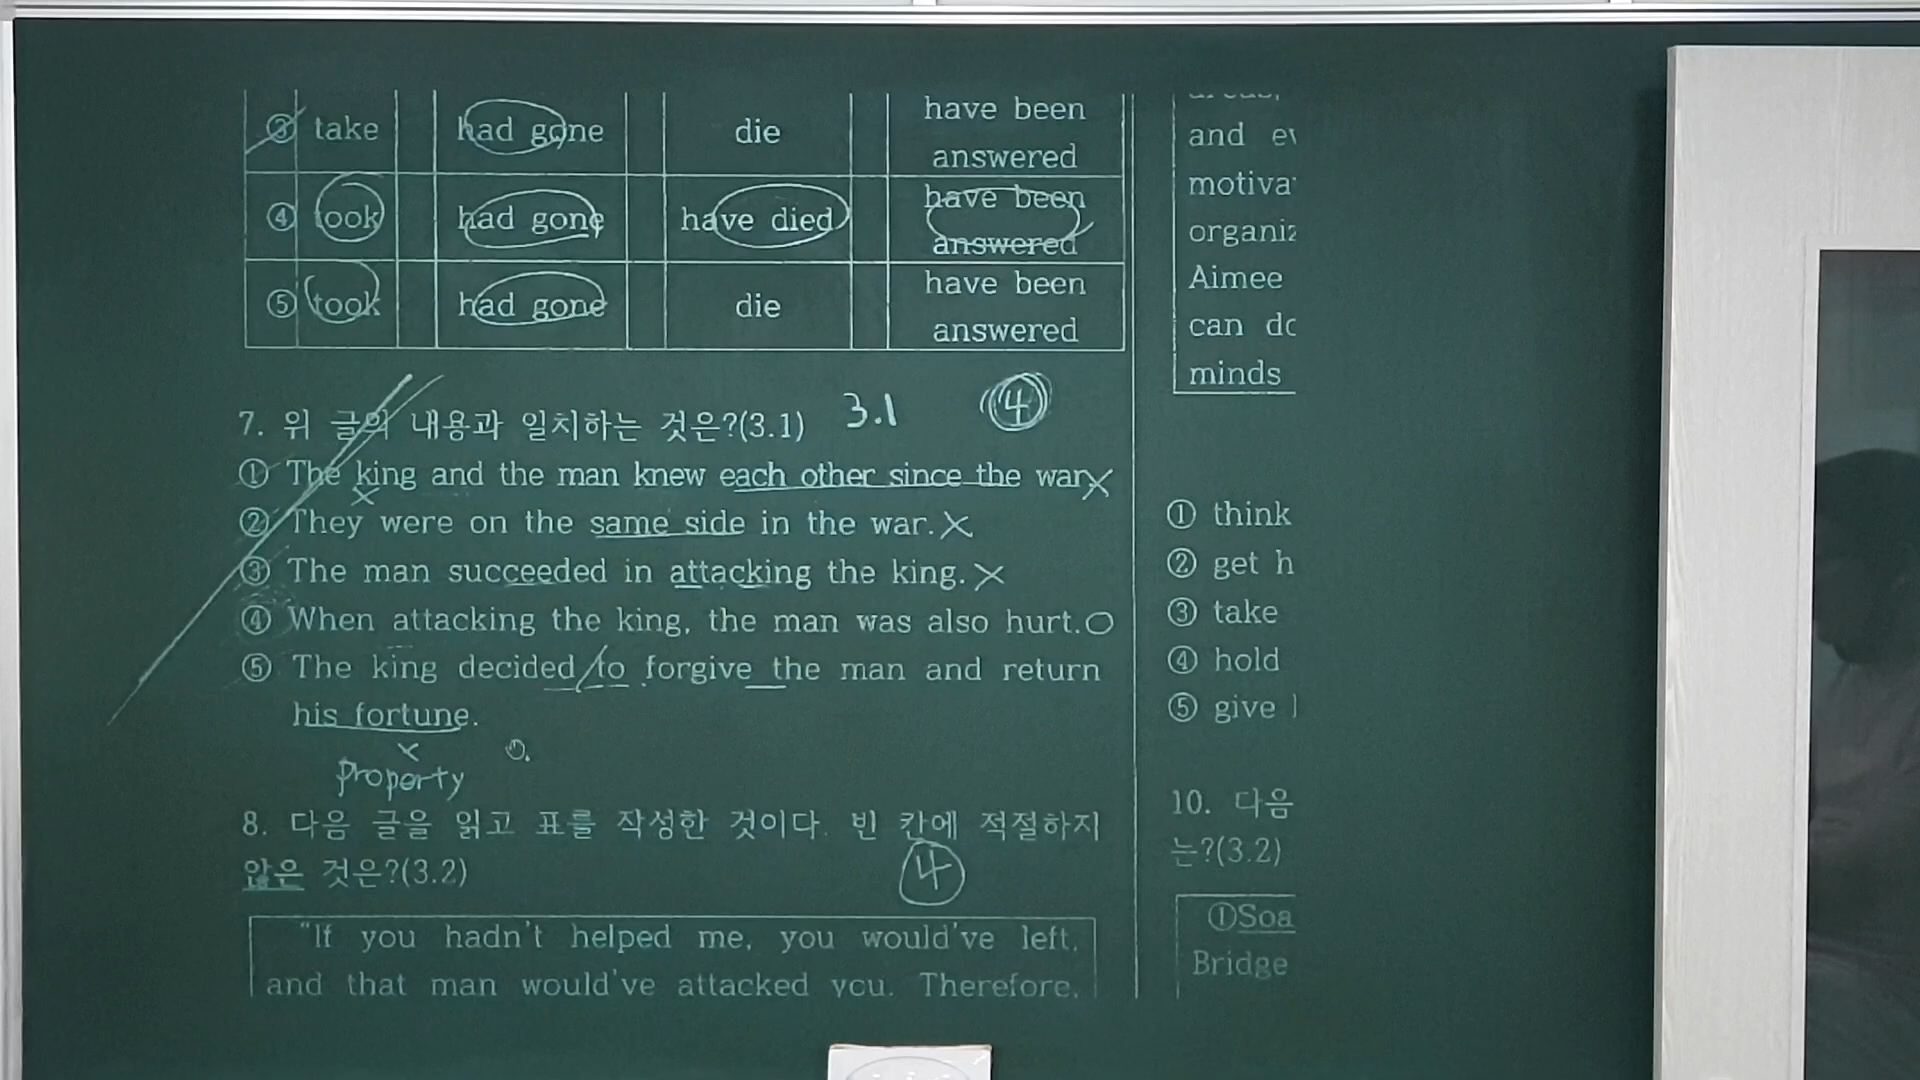 ③ take had gone die have been answered
④ took had gone have died have been answered
⑤ took had gone die have been answered
7. 위 글의 내용과 일치하는 것은?(3.1) 3.1 ④
① The king and the man knew each other since the war. X
X
② They were on the same side in the war. X
③ The man succeeded in attacking the king. X
④ When attacking the king, the man was also hurt. O
⑤ The king decided to forgive the man and return
his fortune.
x
property
8. 다음 글을 읽고 표를 작성한 것이다. 빈 칸에 적절하지
않은 것은?(3.2) ④
"If you hadn't helped me, you would've left,
and that man would've attacked you. Therefore,
and ev
motiva
organiz
Aimee
can do
minds
① think
② get h
③ take
④ hold
⑤ give
10. 다음
는?(3.2)
①Soa
Bridge